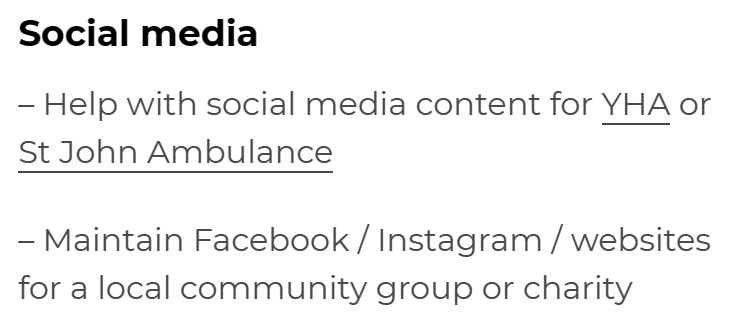 Social media
– Help with social media content for YHA or
St John Ambulance
– Maintain Facebook / Instagram / websites
for a local community group or charity